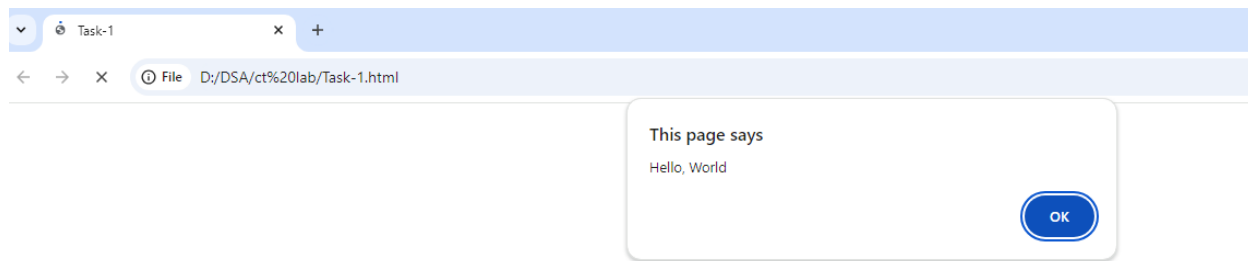 Task-1
File D:/DSA/ct%20lab/Task-1.html
This page says
Hello, World
OK